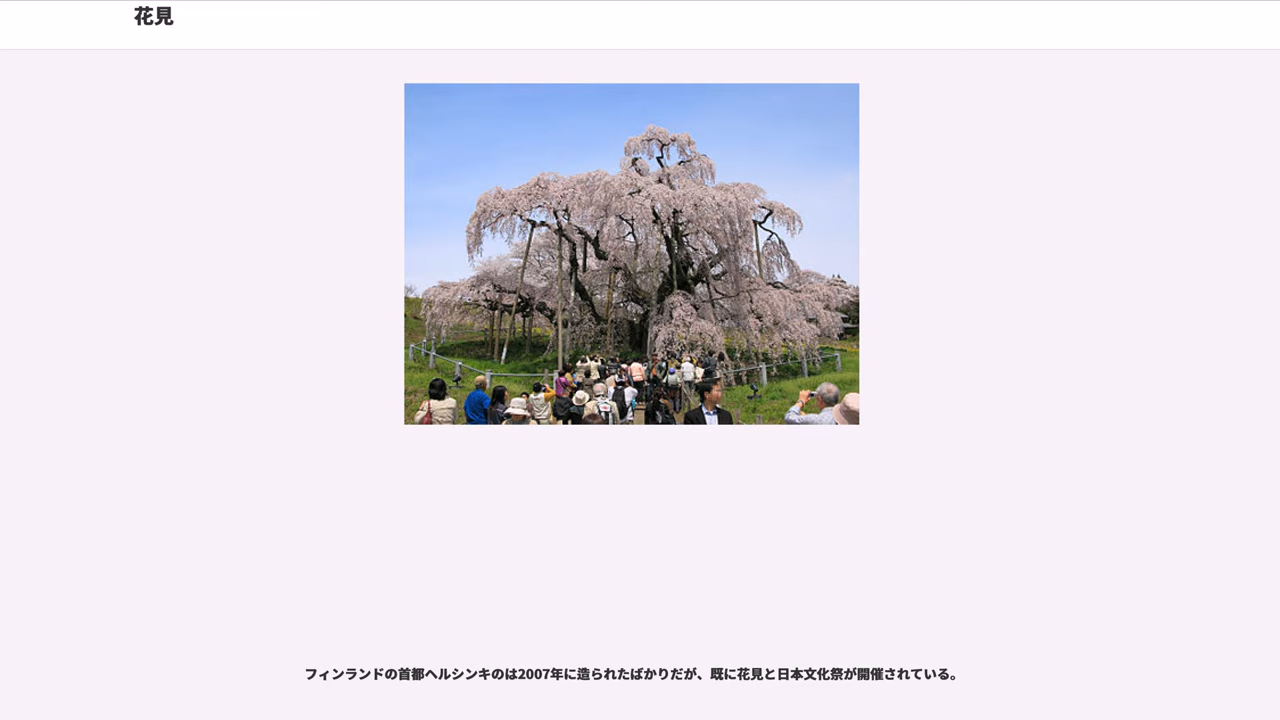 花見
フィンランドの首都ヘルシンキのは2007年に造られたばかりだが、既に花見と日本文化祭が開催されている。